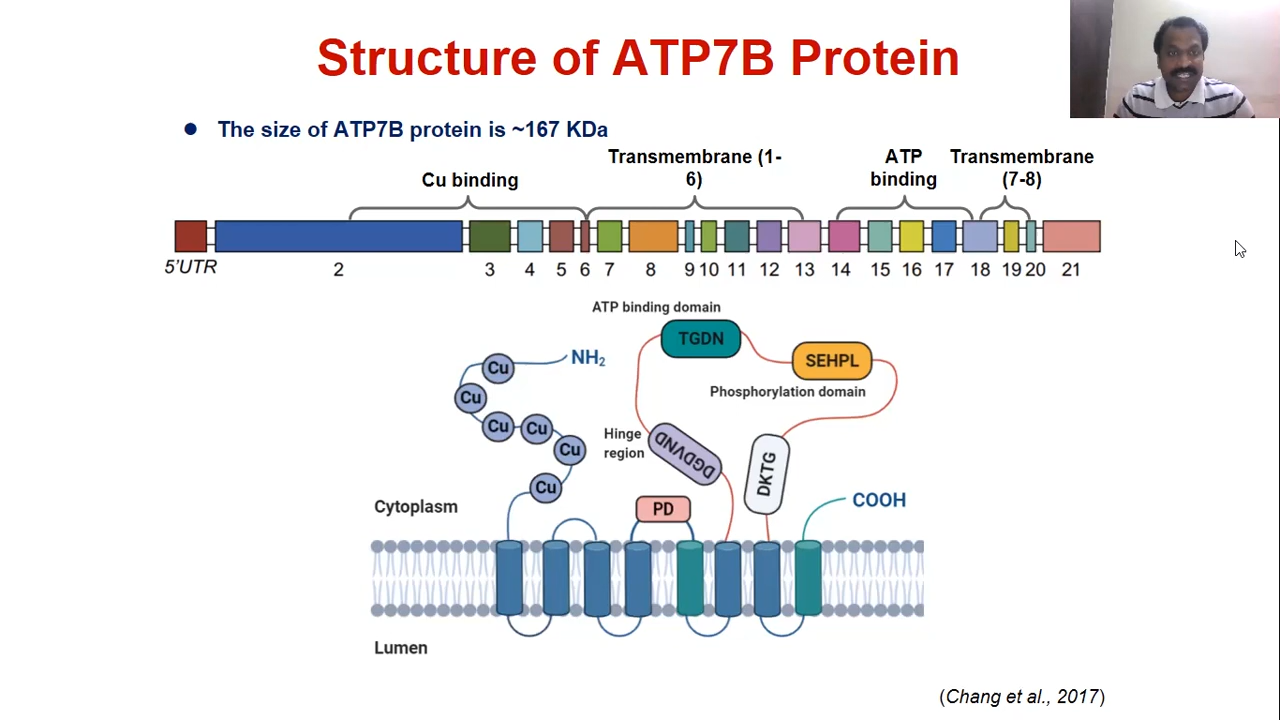 Structure of ATP7B Protein
● The size of ATP7B protein is ~167 KDa
Cu binding
Transmembrane (1-
6)
ATP
binding
Transmembrane
(7-8)
5'UTR 2 3 4 5 6 7 8 9 10 11 12 13 14 15 16 17 18 19 20 21
ATP binding domain
TGDN
SEHPL
Phosphorylation domain
NH₂
Cu
Cu
Cu
Cu
Cu
Cu
Hinge
region
DGDVND
DKTG
PD
Cytoplasm
COOH
Lumen
(Chang et al., 2017)